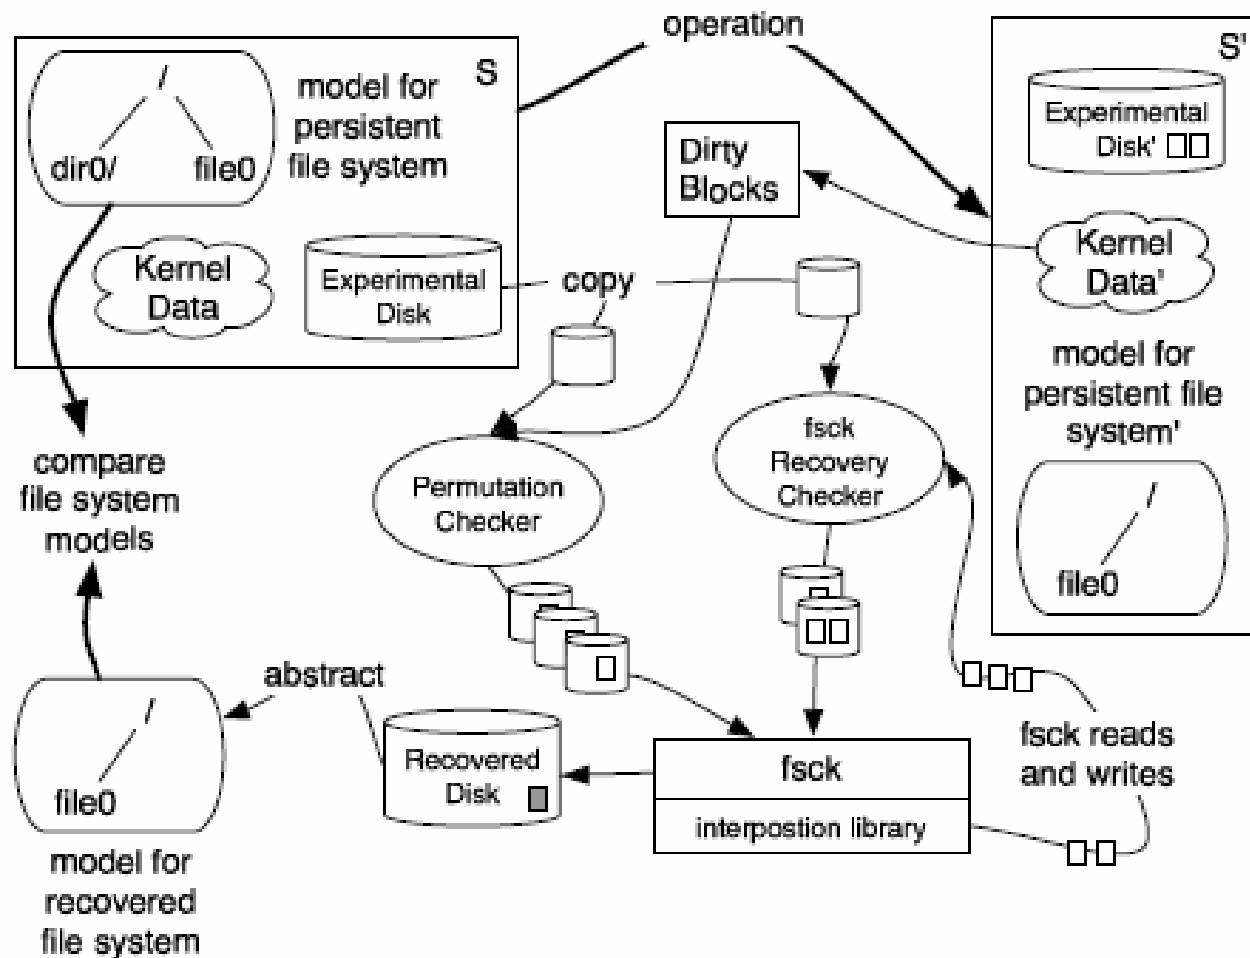 operation
S
/
dir0/ file0
model for
persistent
file system
Kernel
Data
Experimental
Disk
copy
Dirty
Blocks
S'
Experimental
Disk'
Kernel
Data'
model for
persistent file
system'
/
file0
compare
file system
models
Permutation
Checker
fsck
Recovery
Checker
abstract
/
file0
model for
recovered
file system
Recovered
Disk
fsck
interpostion library
fsck reads
and writes